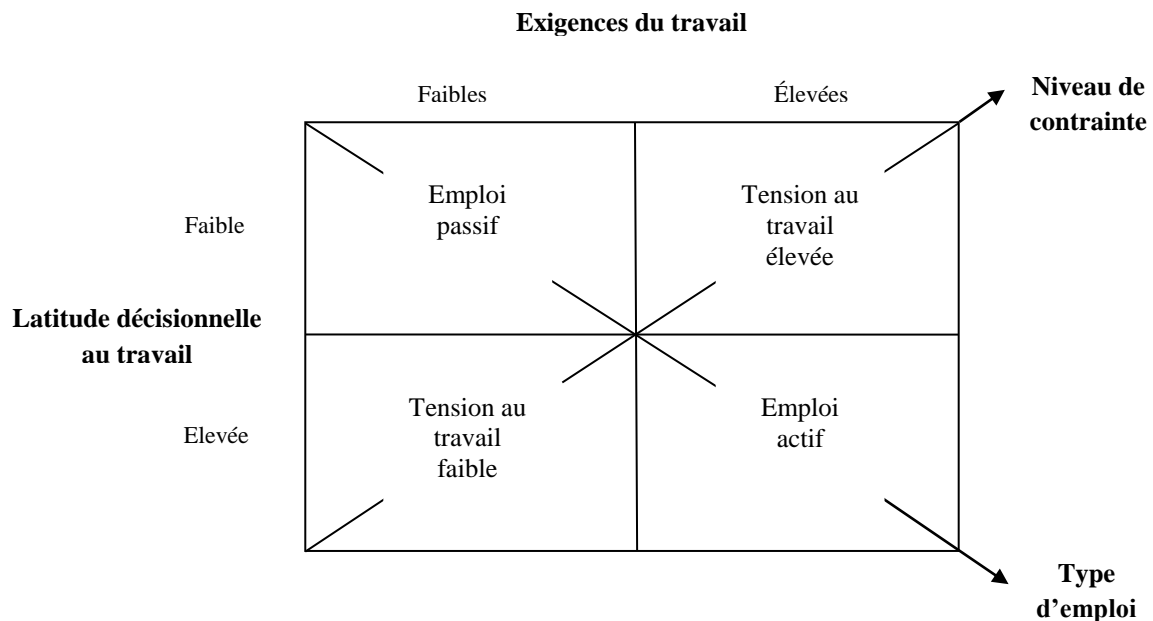 Exigences du travail
Faibles
Élevées
Niveau de
contrainte
Emploi
passif
Tension au
travail
élevée
Faible
Latitude décisionnelle
au travail
Tension au
travail
faible
Emploi
actif
Elevée
Type
d’emploi